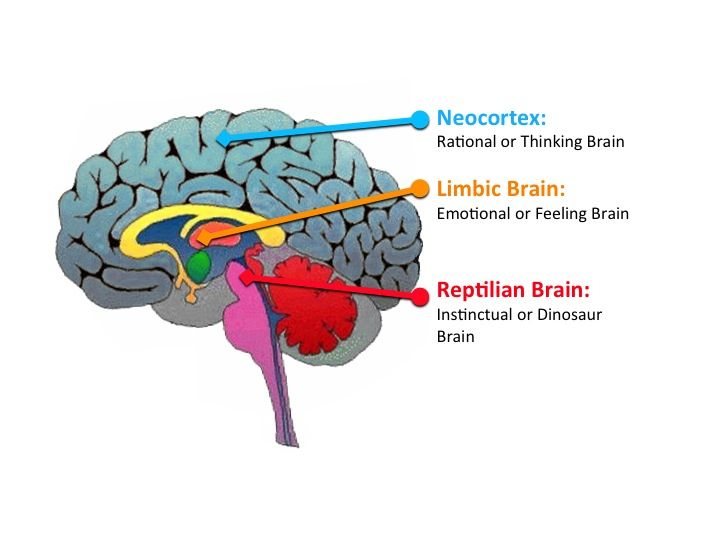 Neocortex:
Rational or Thinking Brain
Limbic Brain:
Emotional or Feeling Brain
Reptilian Brain:
Instinctual or Dinosaur
Brain